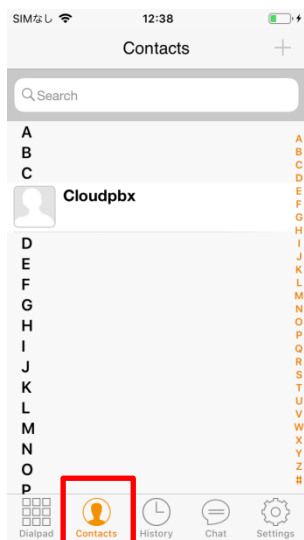 SIMなし 12:38
Contacts
Search
A
B
C
Cloudpbx
D
E
F
G
H
I
J
K
L
M
N
O
P
A
B
C
D
E
F
G
H
I
J
K
L
M
N
O
P
Q
R
S
T
U
V
W
X
Y
Z
#
Dialpad Contacts History Chat Settings